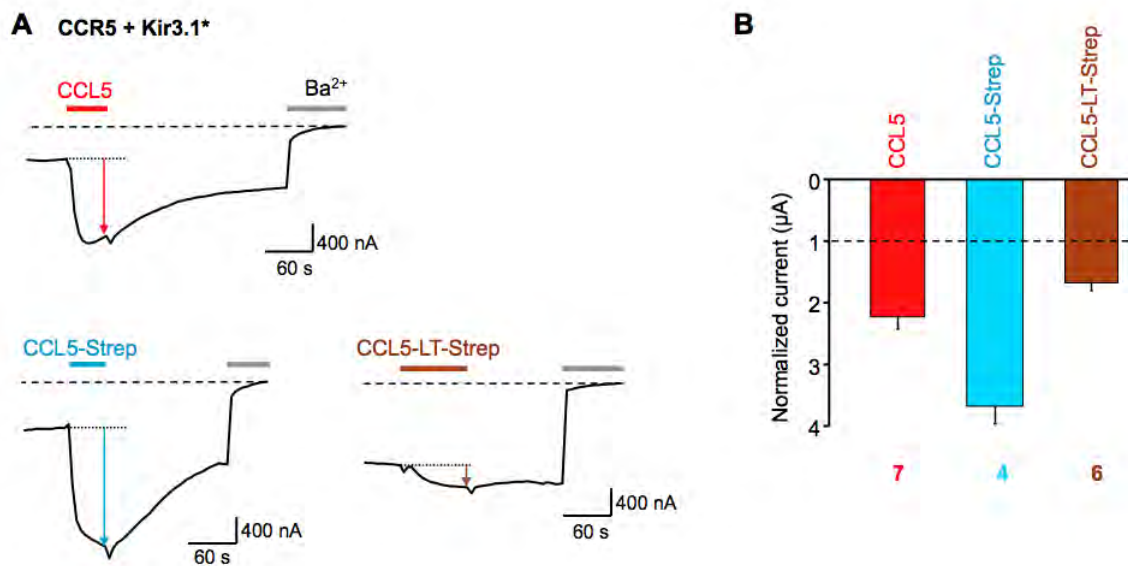 A CCR5 + Kir3.1*
CCL5
Ba²⁺
400 nA
60 s
CCL5-Strep
400 nA
60 s
CCL5-LT-Strep
400 nA
60 s
B
CCL5
CCL5-Strep
CCL5-LT-Strep
Normalized current (µA)
0
1
2
3
4
7 4 6